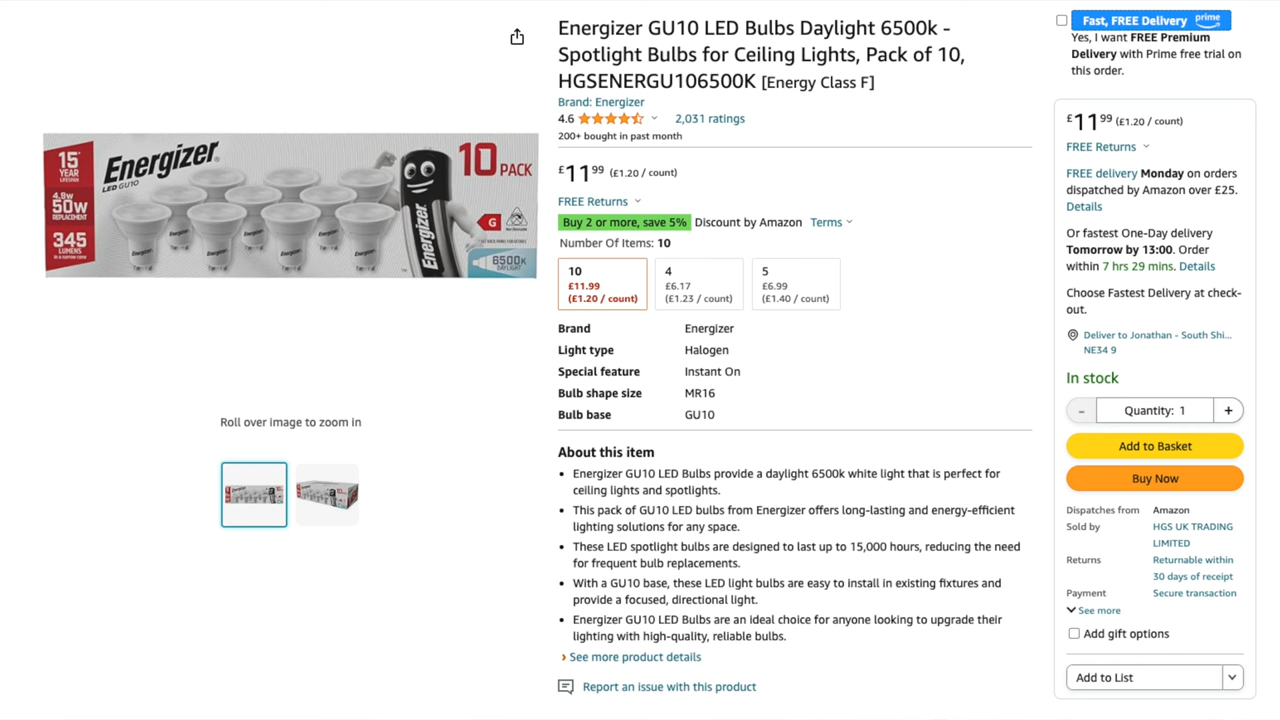 Energizer GU10 LED Bulbs Daylight 6500k -
Spotlight Bulbs for Ceiling Lights, Pack of 10,
HGSENERGU106500K [Energy Class F]
Brand: Energizer
4.6 2,031 ratings
200+ bought in past month
£11.99 (£1.20 / count)
FREE Returns
Buy 2 or more, save 5% Discount by Amazon Terms
Number Of Items: 10
10
£11.99
(£1.20 / count)
4
£6.17
(£1.23 / count)
5
£6.99
(£1.40 / count)
Brand Energizer
Light type Halogen
Special feature Instant On
Bulb shape size MR16
Bulb base GU10
About this item
• Energizer GU10 LED Bulbs provide a daylight 6500k white light that is perfect for
ceiling lights and spotlights.
• This pack of GU10 LED bulbs from Energizer offers long-lasting and energy-efficient
lighting solutions for any space.
• These LED spotlight bulbs are designed to last up to 15,000 hours, reducing the need
for frequent bulb replacements.
• With a GU10 base, these LED light bulbs are easy to install in existing fixtures and
provide a focused, directional light.
• Energizer GU10 LED Bulbs are an ideal choice for anyone looking to upgrade their
lighting with high-quality, reliable bulbs.
› See more product details
Report an issue with this product
15
YEAR
LIFESPAN
4.8w
50w
REPLACEMENT
345
LUMENS
Energizer
LED GU10
10 PACK
Energizer
G
6500k
DAYLIGHT
Roll over image to zoom in
Fast, FREE Delivery prime
Yes, I want FREE Premium
Delivery with Prime free trial on
this order.
£11.99 (£1.20 / count)
FREE Returns
FREE delivery Monday on orders
dispatched by Amazon over £25.
Details
Or fastest One-Day delivery
Tomorrow by 13:00. Order
within 7 hrs 29 mins. Details
Choose Fastest Delivery at check-
out.
Deliver to Jonathan - South Shi...
NE34 9
In stock
- Quantity: 1 +
Add to Basket
Buy Now
Dispatches from Amazon
Sold by HGS UK TRADING
LIMITED
Returns Returnable within
30 days of receipt
Payment Secure transaction
See more
Add gift options
Add to List